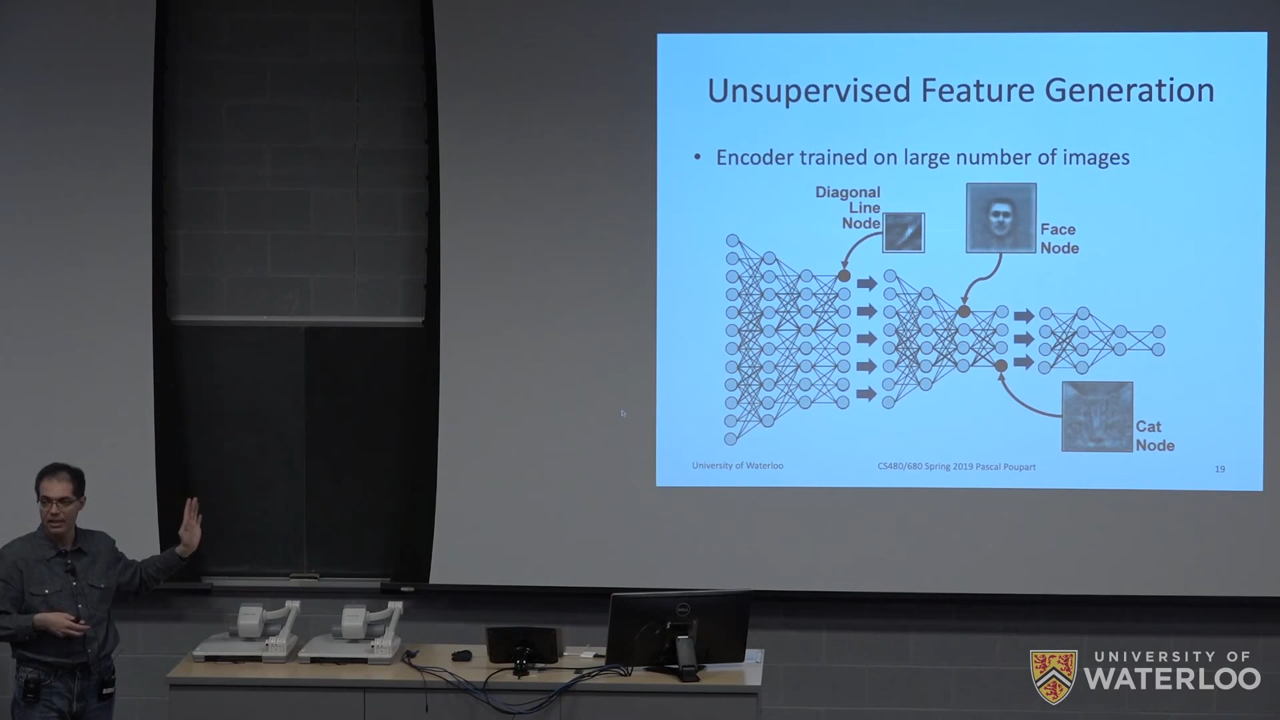 Unsupervised Feature Generation
• Encoder trained on large number of images
Diagonal
Line
Node
Face
Node
Cat
Node
University of Waterloo
CS480/680 Spring 2019 Pascal Poupart
19
DELL
UNIVERSITY OF
WATERLOO